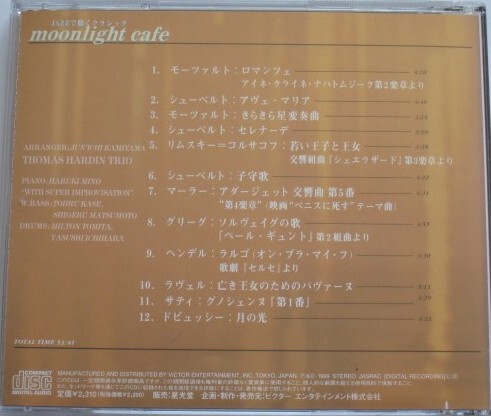 JAZZで聴くクラシック
moonlight cafe
1. モーツァルト：ロマンツェ
アイネ・クライネ・ナハトムジーク第2楽章より
2. シューベルト：アヴェ・マリア
3. モーツァルト：きらきら星変奏曲
4. シューベルト：セレナーデ
5. リムスキー＝コルサコフ：若い王子と王女
交響組曲「シェエラザード」第3楽章より
6. シューベルト：子守歌
7. マーラー：アダージェット 交響曲 第5番
"第4楽章"（映画"ベニスに死す"テーマ曲）
8. グリーグ：ソルヴェイグの歌
「ペール・ギュント」第2組曲より
9. ヘンデル：ラルゴ（オン・ブラ・マイ・フ）
歌劇「セルセ」より
10. ラヴェル：亡き王女のためのパヴァーヌ
11. サティ：グノシェンヌ「第1番」
12. ドビュッシー：月の光
ARRANGER:JUN'ICHI KAMIYAMA
THOMAS HARDIN TRIO
PIANO:HARUKI MINO
"WITH SUPER IMPROVISATION"
W.BASS:TOHRU KASE,
SHIGERU MATSUMOTO
DRUMS:MILTON TOMITA,
YASUSHI ICHIHARA
TOTAL TIME 53:41
COMPACT
disc
DIGITAL AUDIO
MANUFACTURED AND DISTRIBUTED BY VICTOR ENTERTAINMENT, INC, TOKYO, JAPAN. 1999 STEREO JASRAC [DIGITAL RECORDING]
定価￥2,310 販売：星光堂 企画・制作・発売元：ビクター エンタテインメント株式会社